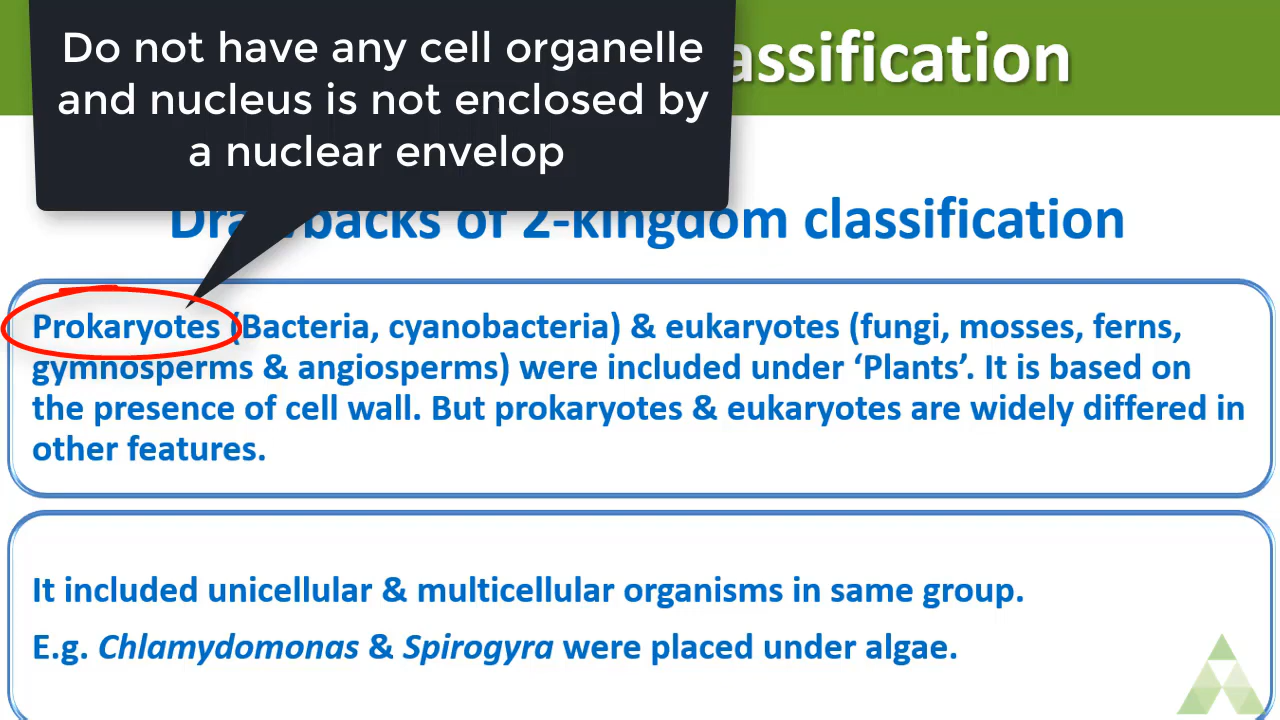 Do not have any cell organelle
and nucleus is not enclosed by
a nuclear envelop
assification
Drawbacks of 2-kingdom classification
Prokaryotes (Bacteria, cyanobacteria) & eukaryotes (fungi, mosses, ferns,
gymnosperms & angiosperms) were included under ‘Plants’. It is based on
the presence of cell wall. But prokaryotes & eukaryotes are widely differed in
other features.
It included unicellular & multicellular organisms in same group.
E.g. Chlamydomonas & Spirogyra were placed under algae.